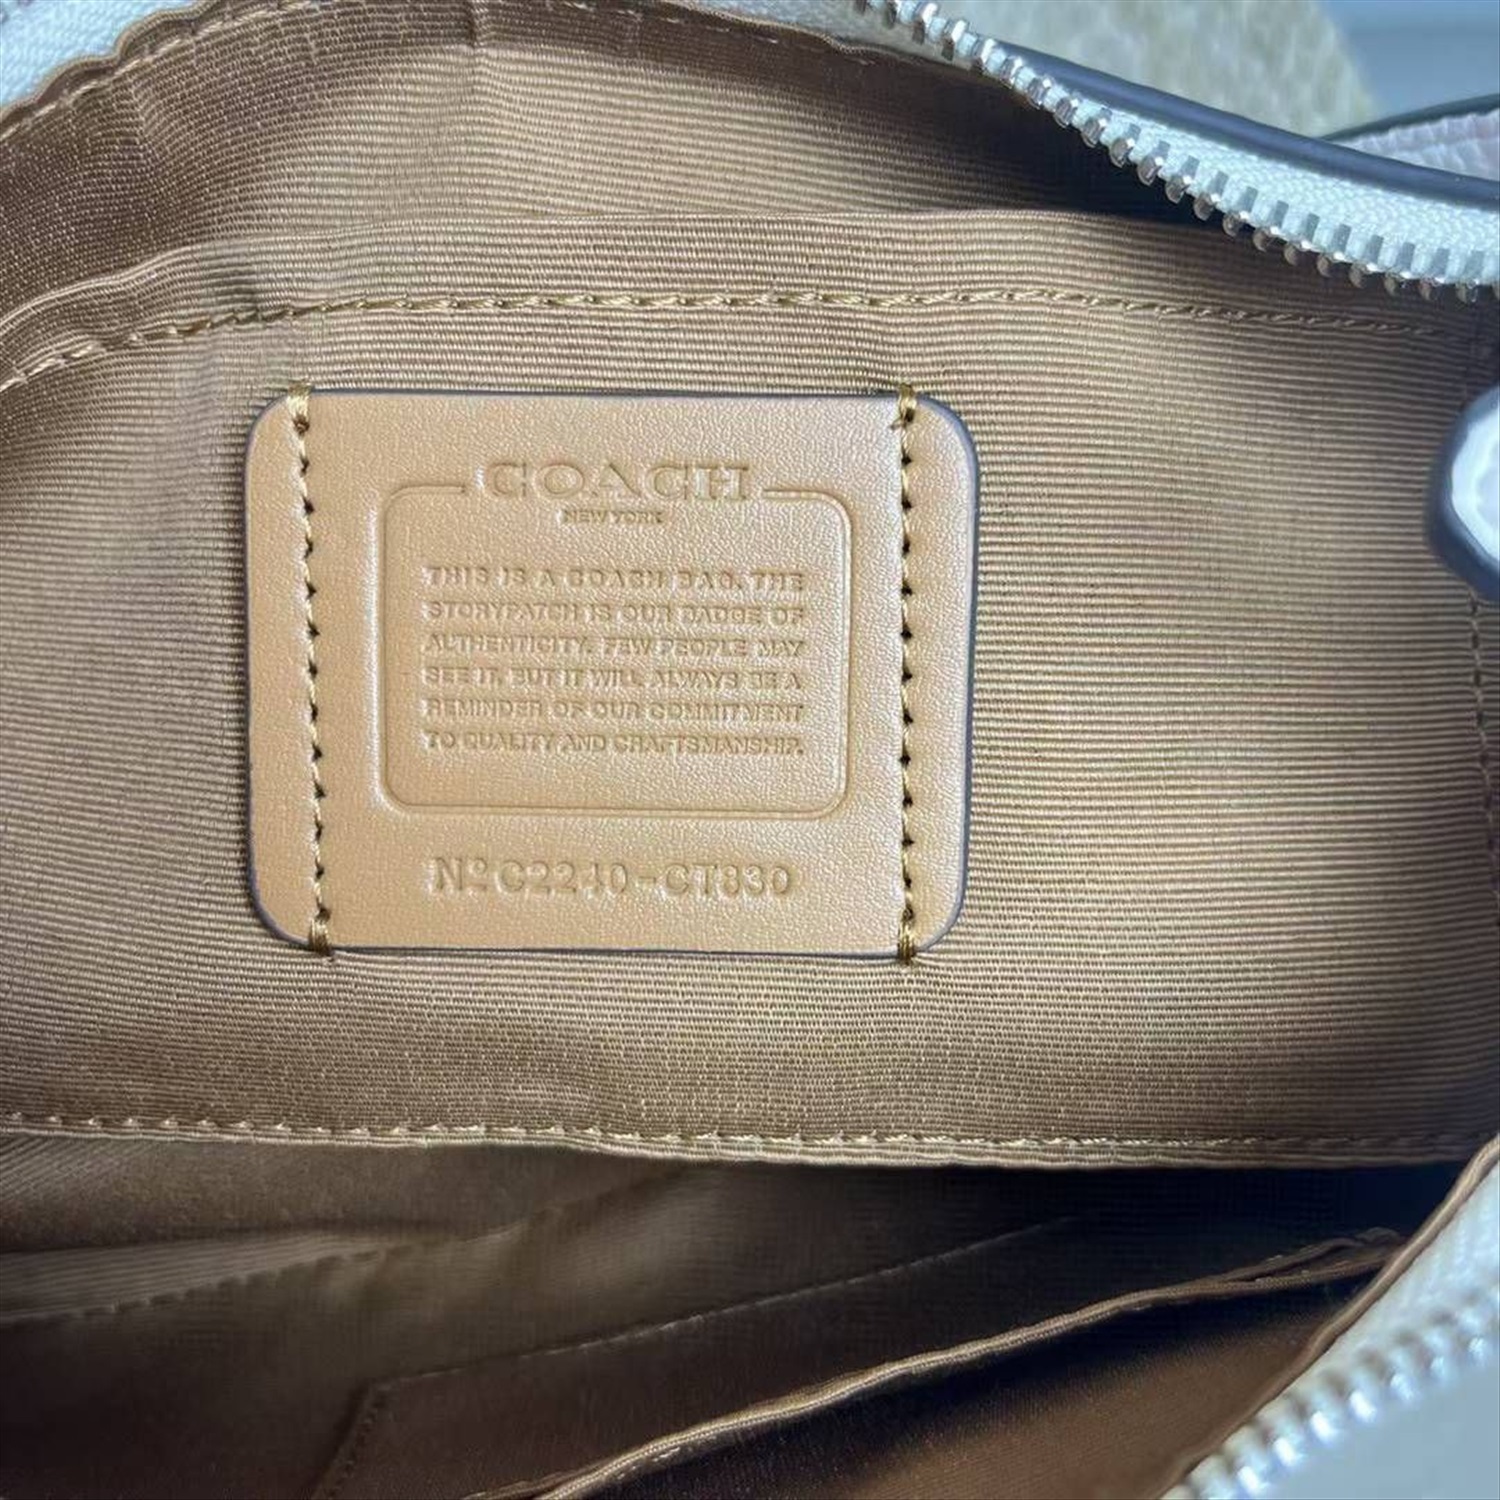 COACH
NEW YORK
THIS IS A COACH BAG. THE
STORYPATCH IS OUR BADGE OF
AUTHENTICITY. FEW PEOPLE MAY
SEE IT, BUT IT WILL ALWAYS BE A
REMINDER OF OUR COMMITMENT
TO QUALITY AND CRAFTSMANSHIP.
Nº C2240-CT830